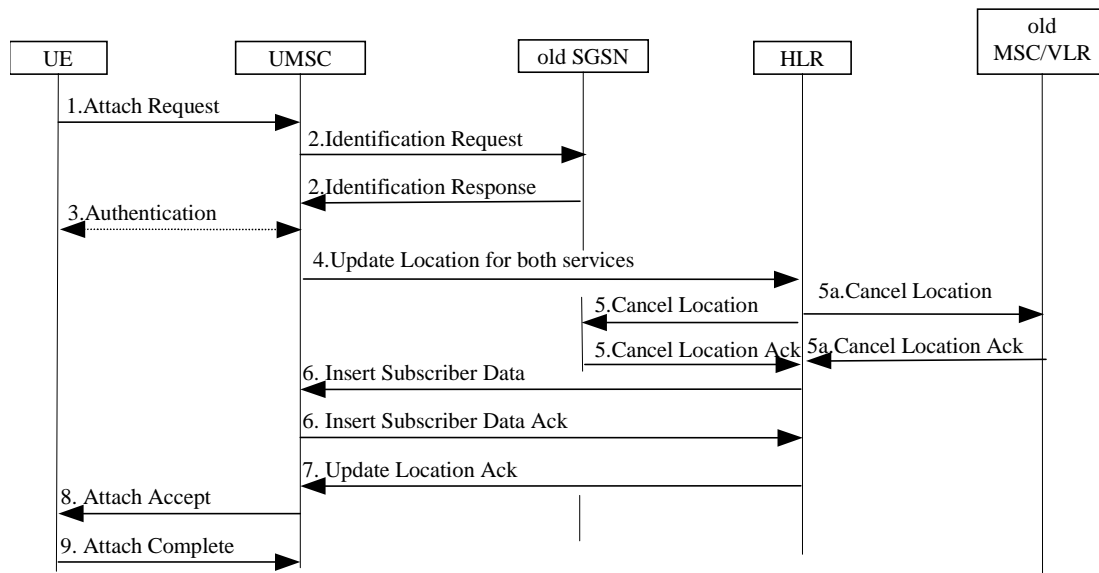 old
MSC/VLR
UE
UMSC
old SGSN
HLR
1.Attach Request
2.Identification Request
2.Identification Response
3.Authentication
4.Update Location for both services
5.Cancel Location
5a.Cancel Location
5.Cancel Location Ack
5a.Cancel Location Ack
6. Insert Subscriber Data
6. Insert Subscriber Data Ack
7. Update Location Ack
8. Attach Accept
9. Attach Complete